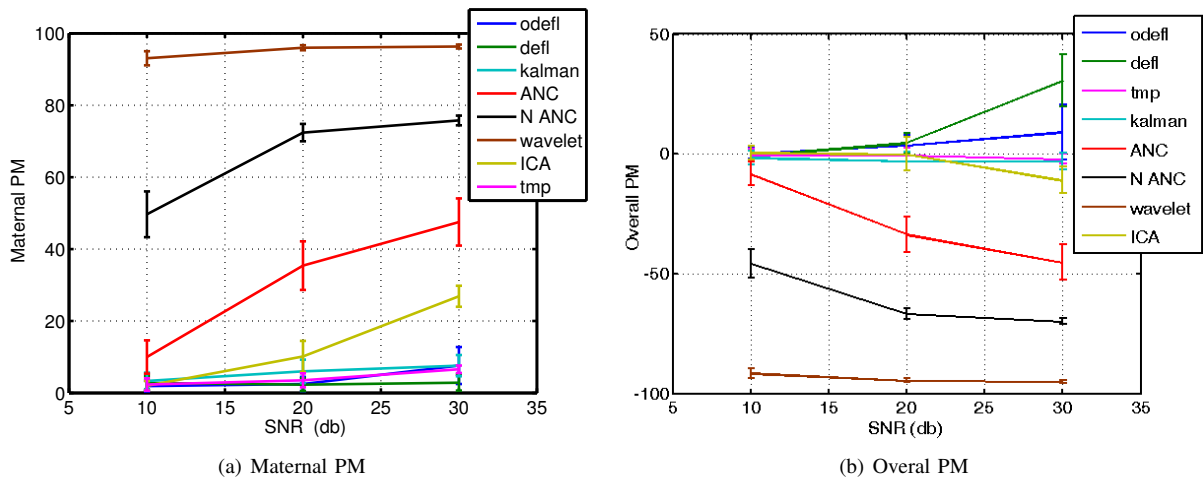 100
80
60
40
20
0
5
10
15
20
25
30
35
Maternal PM
SNR (db)
odefl
defl
kalman
ANC
N ANC
wavelet
ICA
tmp
(a) Maternal PM
50
0
-50
-100
5
10
15
20
25
30
35
Overall PM
SNR (db)
odefl
defl
tmp
kalman
ANC
N ANC
wavelet
ICA
(b) Overal PM